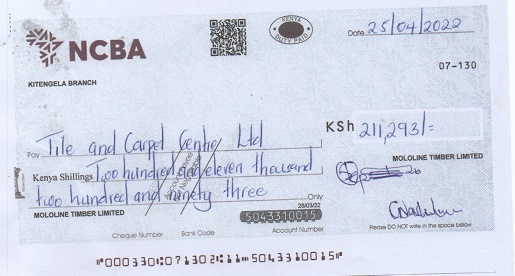 NCBA
KENYA
DUTY PAID
Date 25/04/2022
07-130
KITENGELA BRANCH
Pay Tile and Carpet Centre Ltd
KSh 211,293/=
Kenya Shillings Two hundred and eleven thousand
two hundred and ninety three
Only
MOLOLINE TIMBER LIMITED
MOLOLINE TIMBER LIMITED
28/03/22
5043310015
Cheque Number Bank Code Account Number
Please DO NOT write in the space below
"000330:07130 2:11 5043310015"